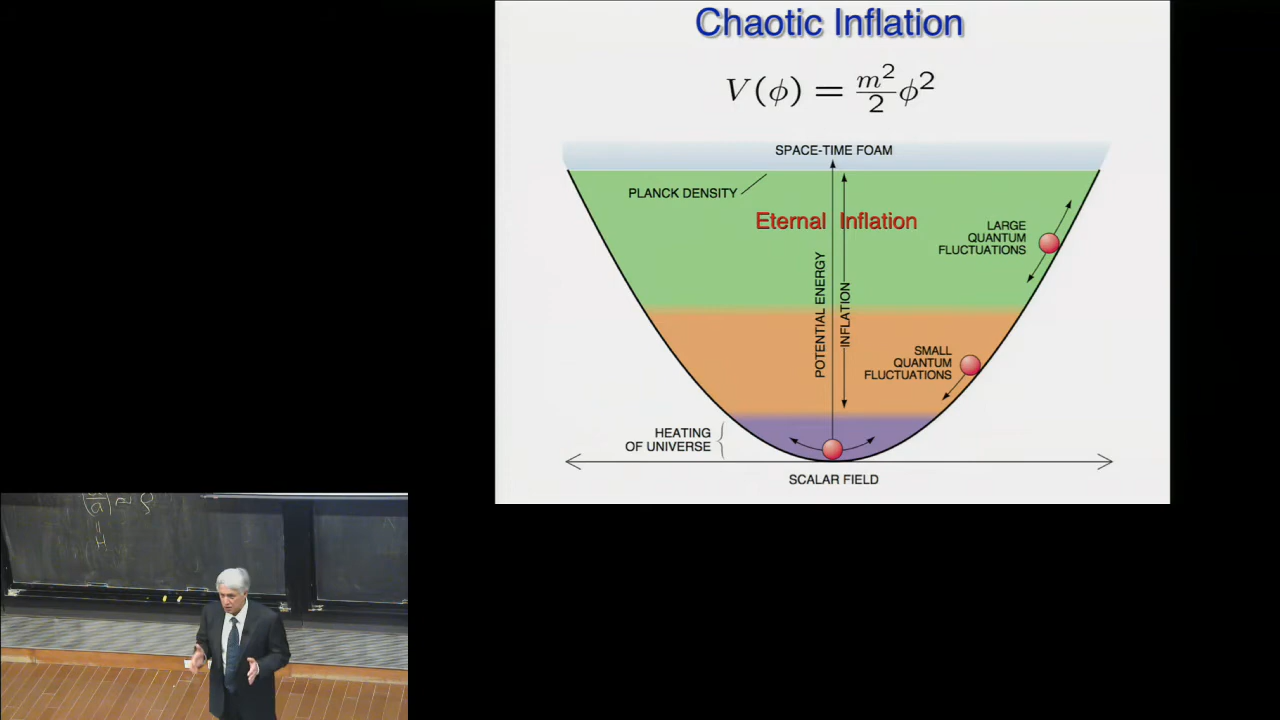 Chaotic Inflation
V(ϕ) = m²/2 ϕ²
SPACE-TIME FOAM
PLANCK DENSITY
Eternal Inflation
LARGE
QUANTUM
FLUCTUATIONS
POTENTIAL ENERGY
INFLATION
SMALL
QUANTUM
FLUCTUATIONS
HEATING
OF UNIVERSE
SCALAR FIELD
H